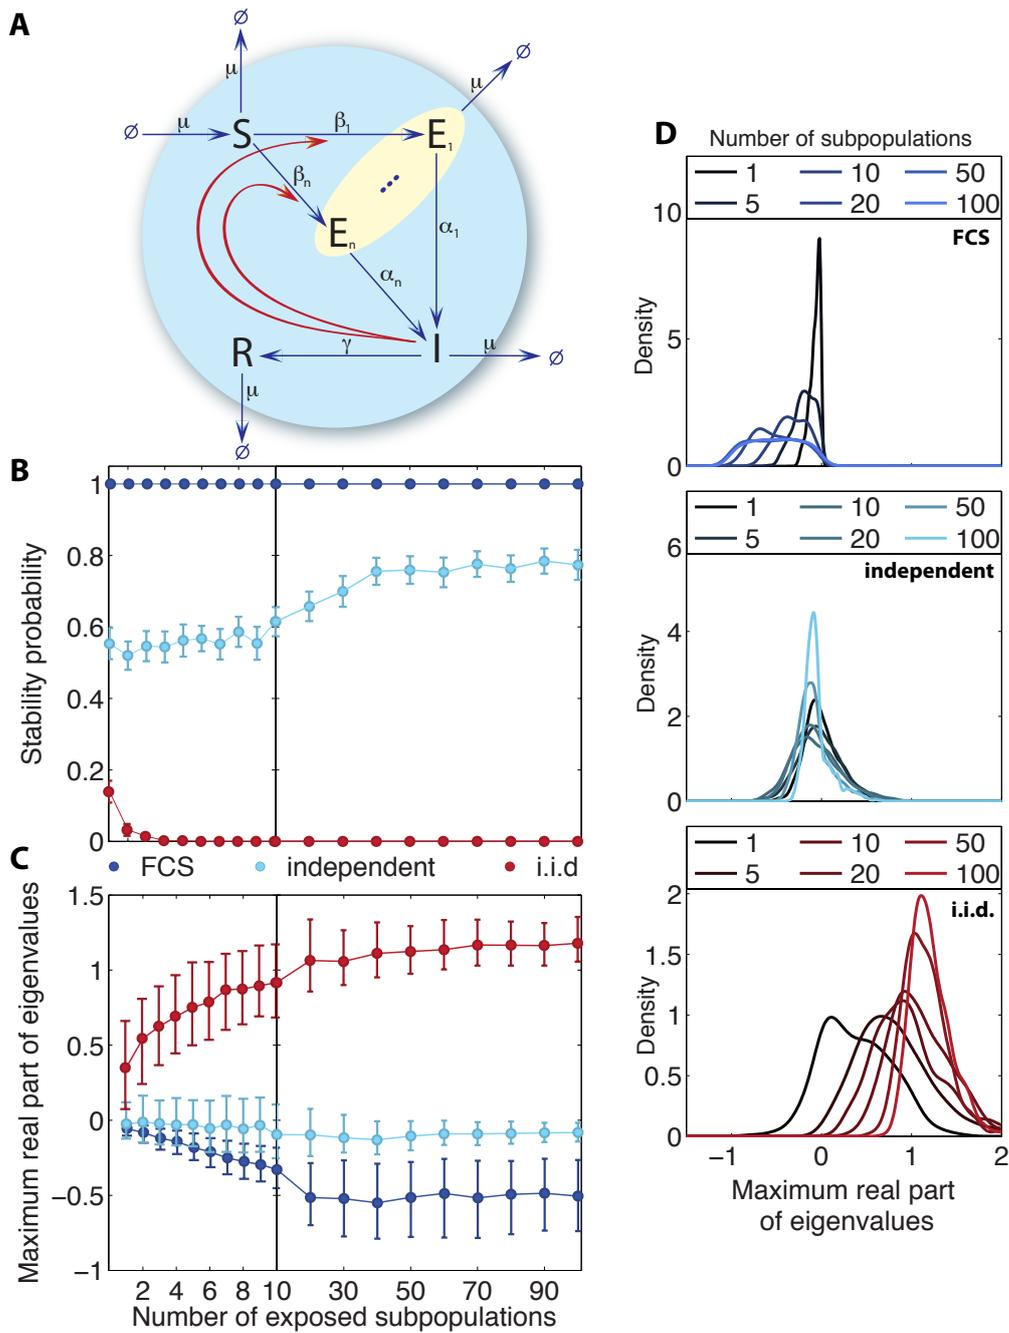 A
∅
μ
∅
μ
∅
μ
S
β1
E1
βn
...
En
α1
αn
R
γ
I
μ
∅
μ
∅
B
Stability probability
1
0.8
0.6
0.4
0.2
0
FCS
independent
i.i.d
C
Maximum real part of eigenvalues
1.5
1
0.5
0
−0.5
−1
2 4 6 8 10 30 50 70 90
Number of exposed subpopulations
D
Number of subpopulations
1 10 50
5 20 100
10
FCS
Density
5
0
1 10 50
5 20 100
6
independent
Density
4
2
0
1 10 50
5 20 100
2
i.i.d.
Density
1.5
1
0.5
0
−1 0 1 2
Maximum real part
of eigenvalues